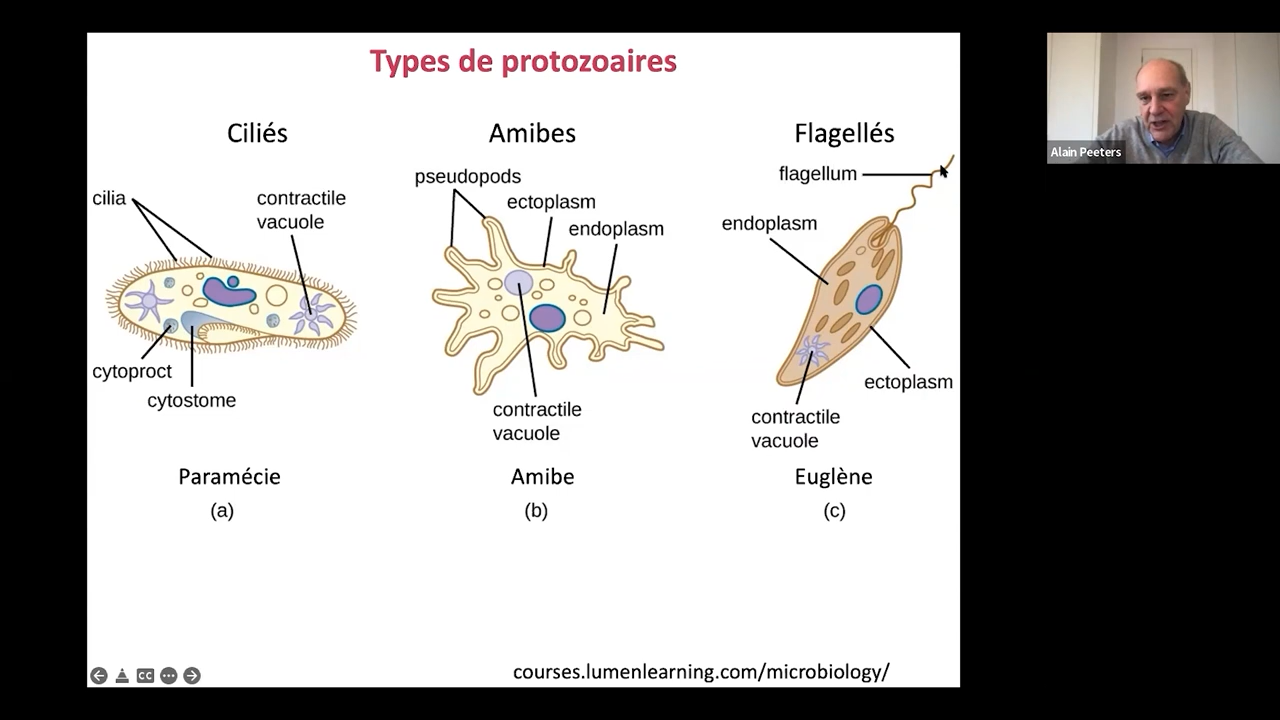 Types de protozoaires
Ciliés
Amibes
Flagellés
cilia
contractile
vacuole
cytoproct
cytostome
Paramécie
(a)
pseudopods
ectoplasm
endoplasm
contractile
vacuole
Amibe
(b)
flagellum
endoplasm
ectoplasm
contractile
vacuole
Euglène
(c)
CC
courses.lumenlearning.com/microbiology/
Alain Peeters